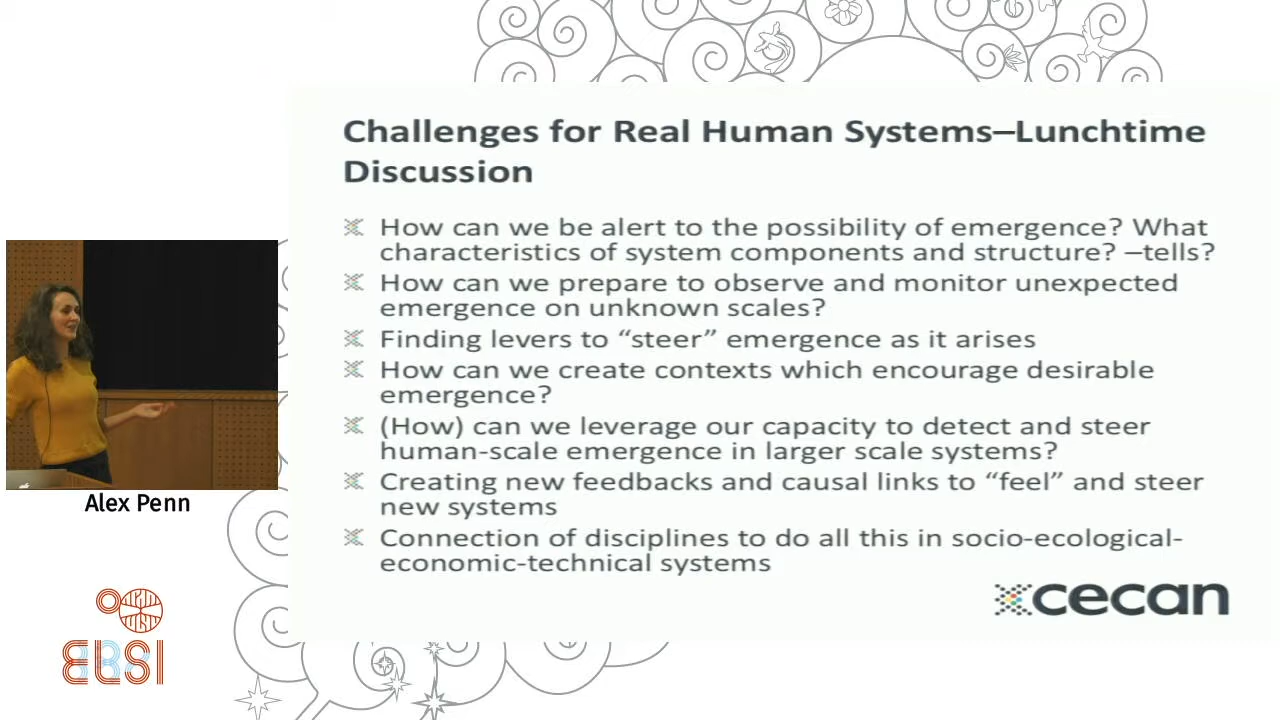 Challenges for Real Human Systems–Lunchtime
Discussion
How can we be alert to the possibility of emergence? What
characteristics of system components and structure? –tells?
How can we prepare to observe and monitor unexpected
emergence on unknown scales?
Finding levers to “steer” emergence as it arises
How can we create contexts which encourage desirable
emergence?
(How) can we leverage our capacity to detect and steer
human-scale emergence in larger scale systems?
Creating new feedbacks and causal links to “feel” and steer
new systems
Connection of disciplines to do all this in socio-ecological-
economic-technical systems
cecan
Alex Penn
ELSI